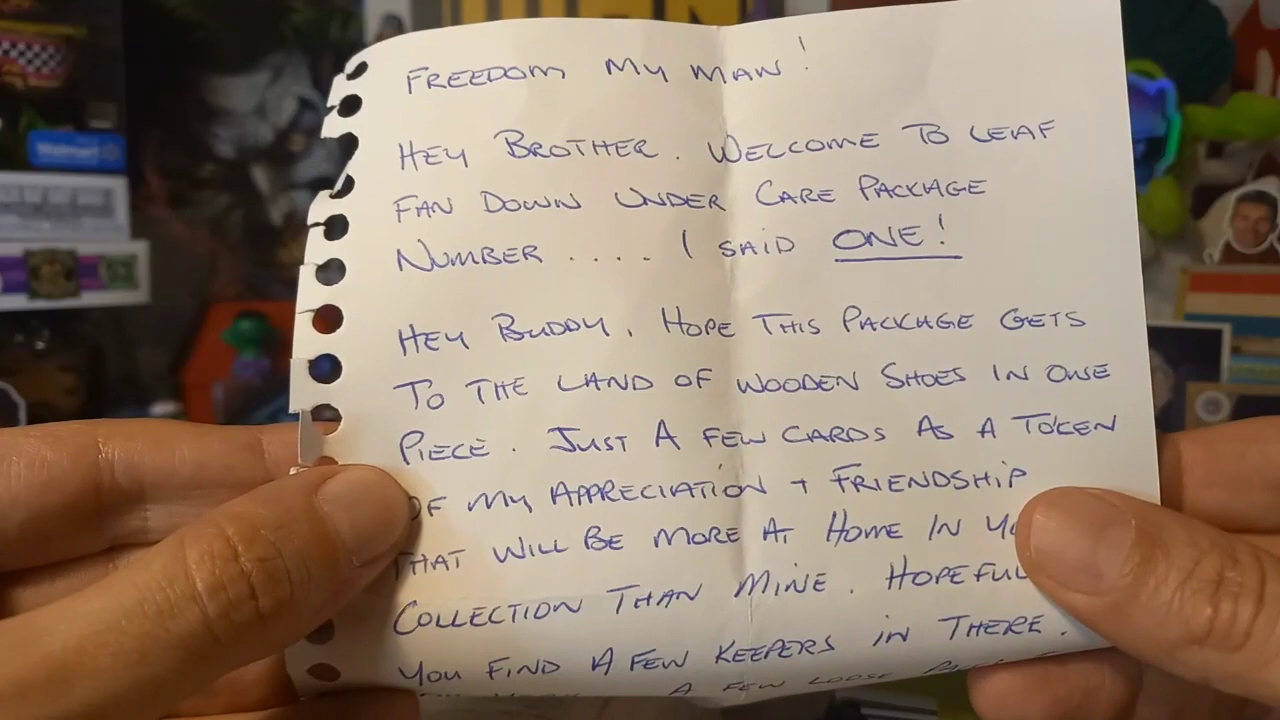 FREEDOM MY MAN!
HEY BROTHER. WELCOME TO LEAF
FAN DOWN UNDER CARE PACKAGE
NUMBER .... I SAID ONE!
HEY BUDDY. HOPE THIS PACKAGE GETS
TO THE LAND OF WOODEN SHOES IN ONE
PIECE. JUST A FEW CARDS AS A TOKEN
OF MY APPRECIATION + FRIENDSHIP
THAT WILL BE MORE AT HOME IN
COLLECTION THAN MINE. HOPEFUL
YOU FIND A FEW KEEPERS IN THERE.
A FEW LOOSE
Walmart